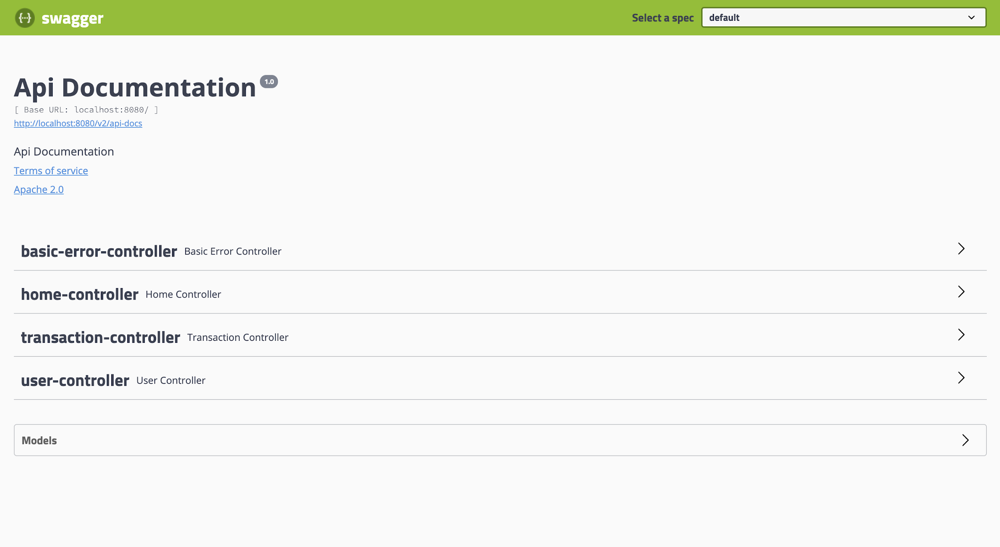 swagger
Select a spec default
Api Documentation 1.0
[ Base URL: localhost:8080/ ]
http://localhost:8080/v2/api-docs
Api Documentation
Terms of service
Apache 2.0
basic-error-controller Basic Error Controller
home-controller Home Controller
transaction-controller Transaction Controller
user-controller User Controller
Models